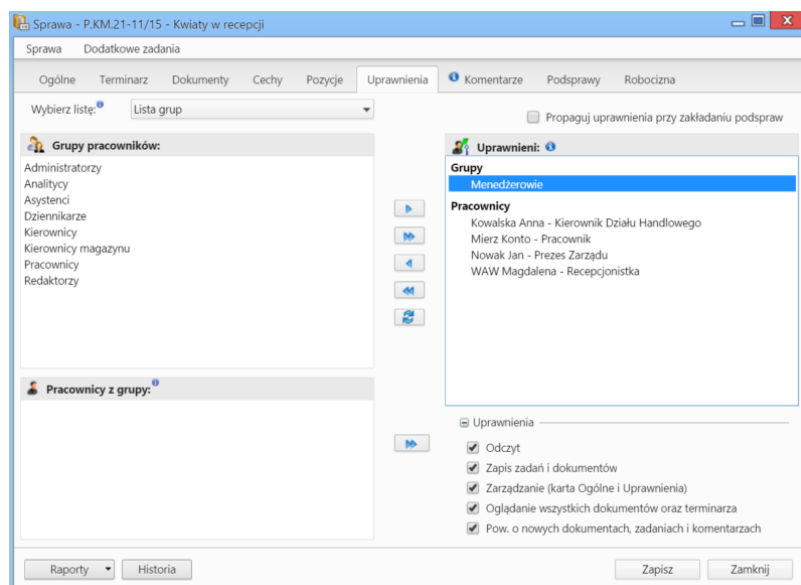 Sprawa - P.KM.21-11/15 - Kwiaty w recepcji
Sprawa Dodatkowe zadania
Ogólne Terminarz Dokumenty Cechy Pozycje Uprawnienia Komentarze Podsprawy Robocizna
Wybierz listę: Lista grup
Propaguj uprawnienia przy zakładaniu podspraw
Grupy pracowników:
Administratorzy
Analitycy
Asystenci
Dziennikarze
Kierownicy
Kierownicy magazynu
Pracownicy
Redaktorzy
Pracownicy z grupy:
Uprawnieni:
Grupy
Menedżerowie
Pracownicy
Kowalska Anna - Kierownik Działu Handlowego
Mierz Konto - Pracownik
Nowak Jan - Prezes Zarządu
WAW Magdalena - Recepcjonistka
Uprawnienia
Odczyt
Zapis zadań i dokumentów
Zarządzanie (karta Ogólne i Uprawnienia)
Oglądanie wszystkich dokumentów oraz terminarza
Pow. o nowych dokumentach, zadaniach i komentarzach
Raporty Historia Zapisz Zamknij